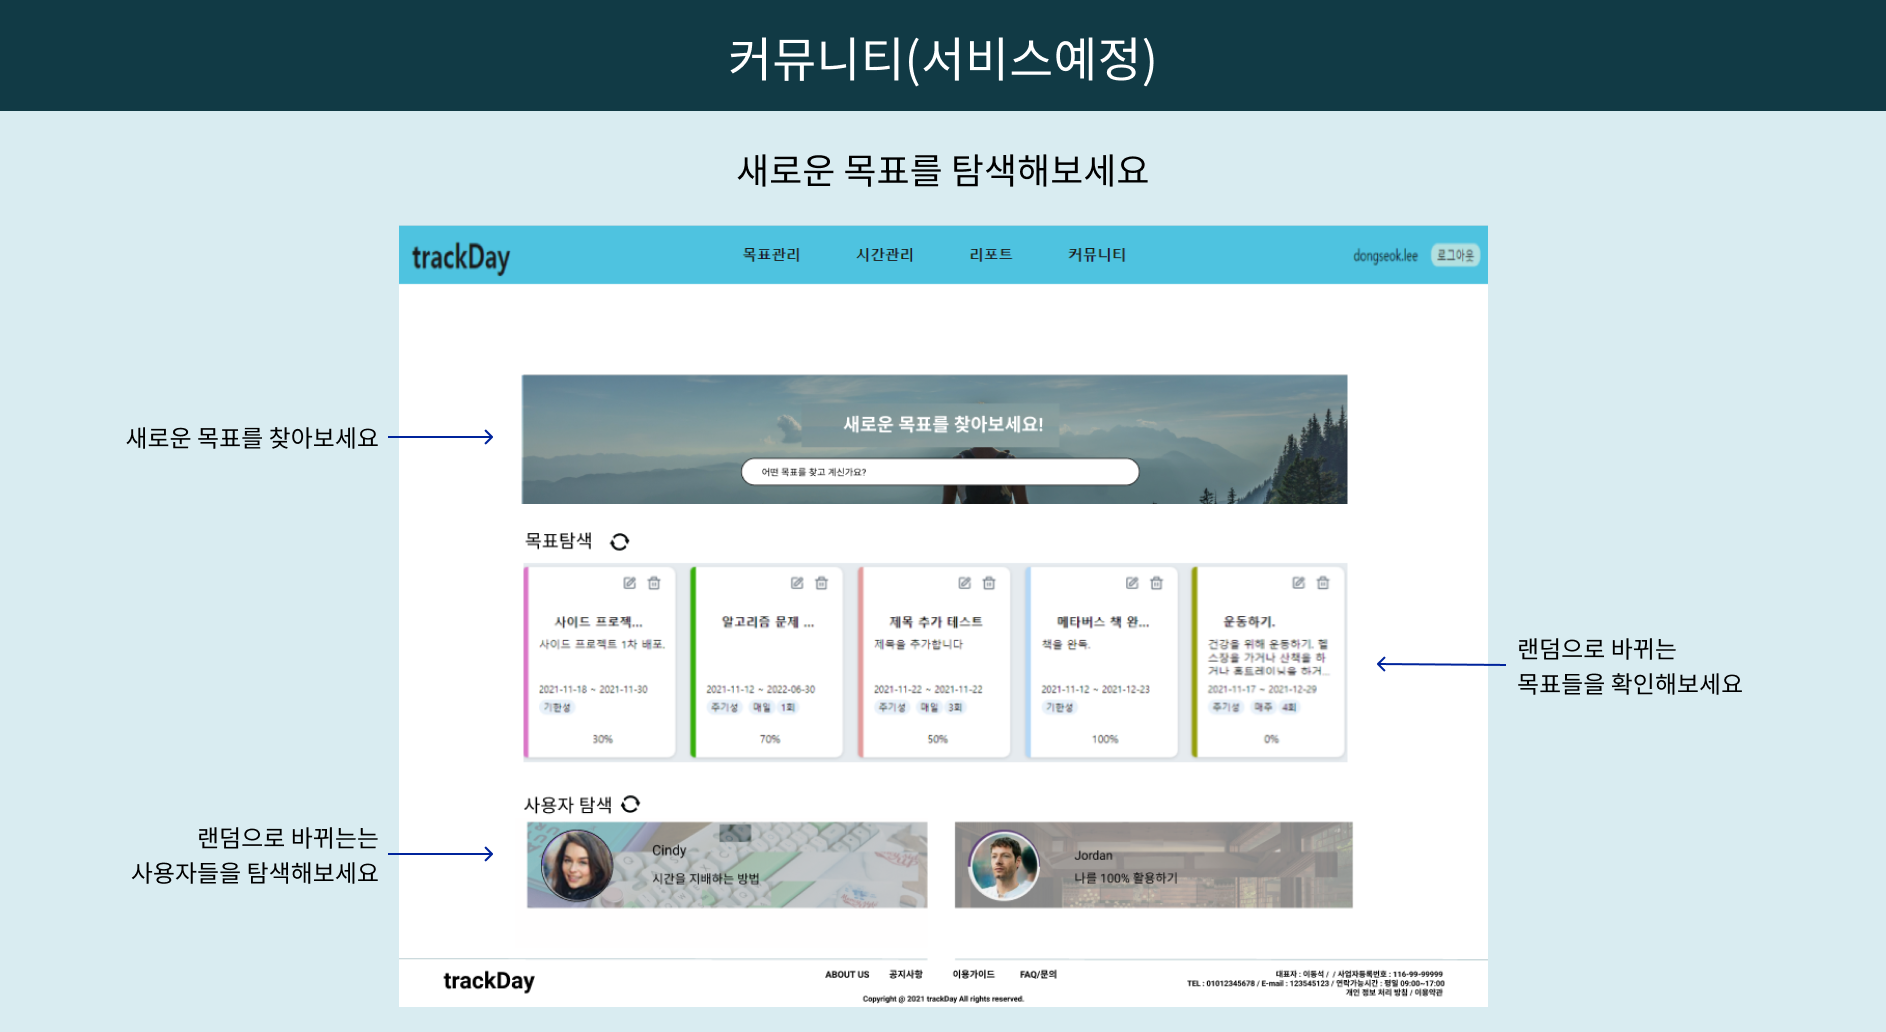 커뮤니티(서비스예정)
새로운 목표를 탐색해보세요
trackDay
목표관리 시간관리 리포트 커뮤니티
dongseok.lee 로그아웃
새로운 목표를 찾아보세요
새로운 목표를 찾아보세요!
어떤 목표를 찾고 계신가요?
목표탐색
사이드 프로젝...
사이드 프로젝트 1차 배포.
2021-11-18 ~ 2021-11-30
기한성
30%
알고리즘 문제 ...
2021-11-12 ~ 2022-06-30
주기성 매일 1회
70%
제목 추가 테스트
제목을 추가합니다
2021-11-22 ~ 2021-11-22
주기성 매일 3회
50%
메타버스 책 완...
책을 완독.
2021-11-12 ~ 2021-12-23
기한성
100%
운동하기.
건강을 위해 운동하기. 헬
스장을 가거나 산책을 하
거나 홈트레이닝을 하거...
2021-11-17 ~ 2021-12-29
주기성 매주 4회
0%
랜덤으로 바뀌는
목표들을 확인해보세요
사용자 탐색
랜덤으로 바뀌는는
사용자들을 탐색해보세요
Cindy
시간을 지배하는 방법
Jordan
나를 100% 활용하기
trackDay
ABOUT US 공지사항 이용가이드 FAQ/문의
Copyright @ 2021 trackDay All rights reserved.
대표자 : 이동석 / / 사업자등록번호 : 116-99-99999
TEL : 01012345678 / E-mail : 123545123 / 연락가능시간 : 평일 09:00~17:00
개인 정보 처리 방침 / 이용약관